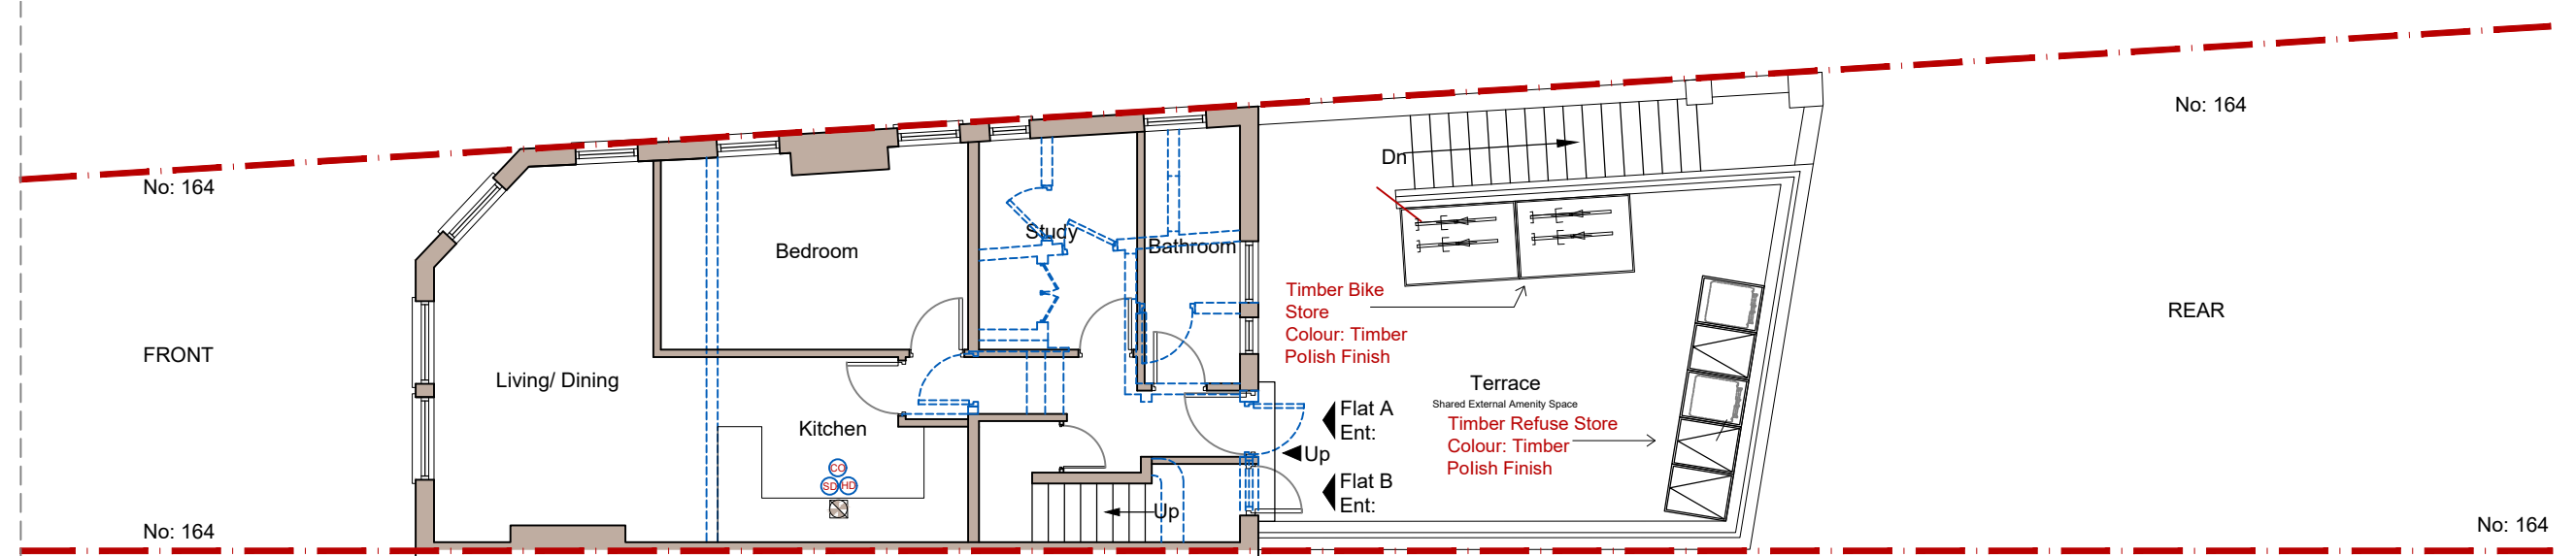 No: 164
No: 164
Dn
Study
Bathroom
Bedroom
Timber Bike
Store
Colour: Timber
Polish Finish
REAR
FRONT
Living/ Dining
Terrace
Shared External Amenity Space
Flat A
Ent:
Timber Refuse Store
Colour: Timber
Polish Finish
Kitchen
Up
CO
SD HD
Flat B
Ent:
Up
No: 164
No: 164